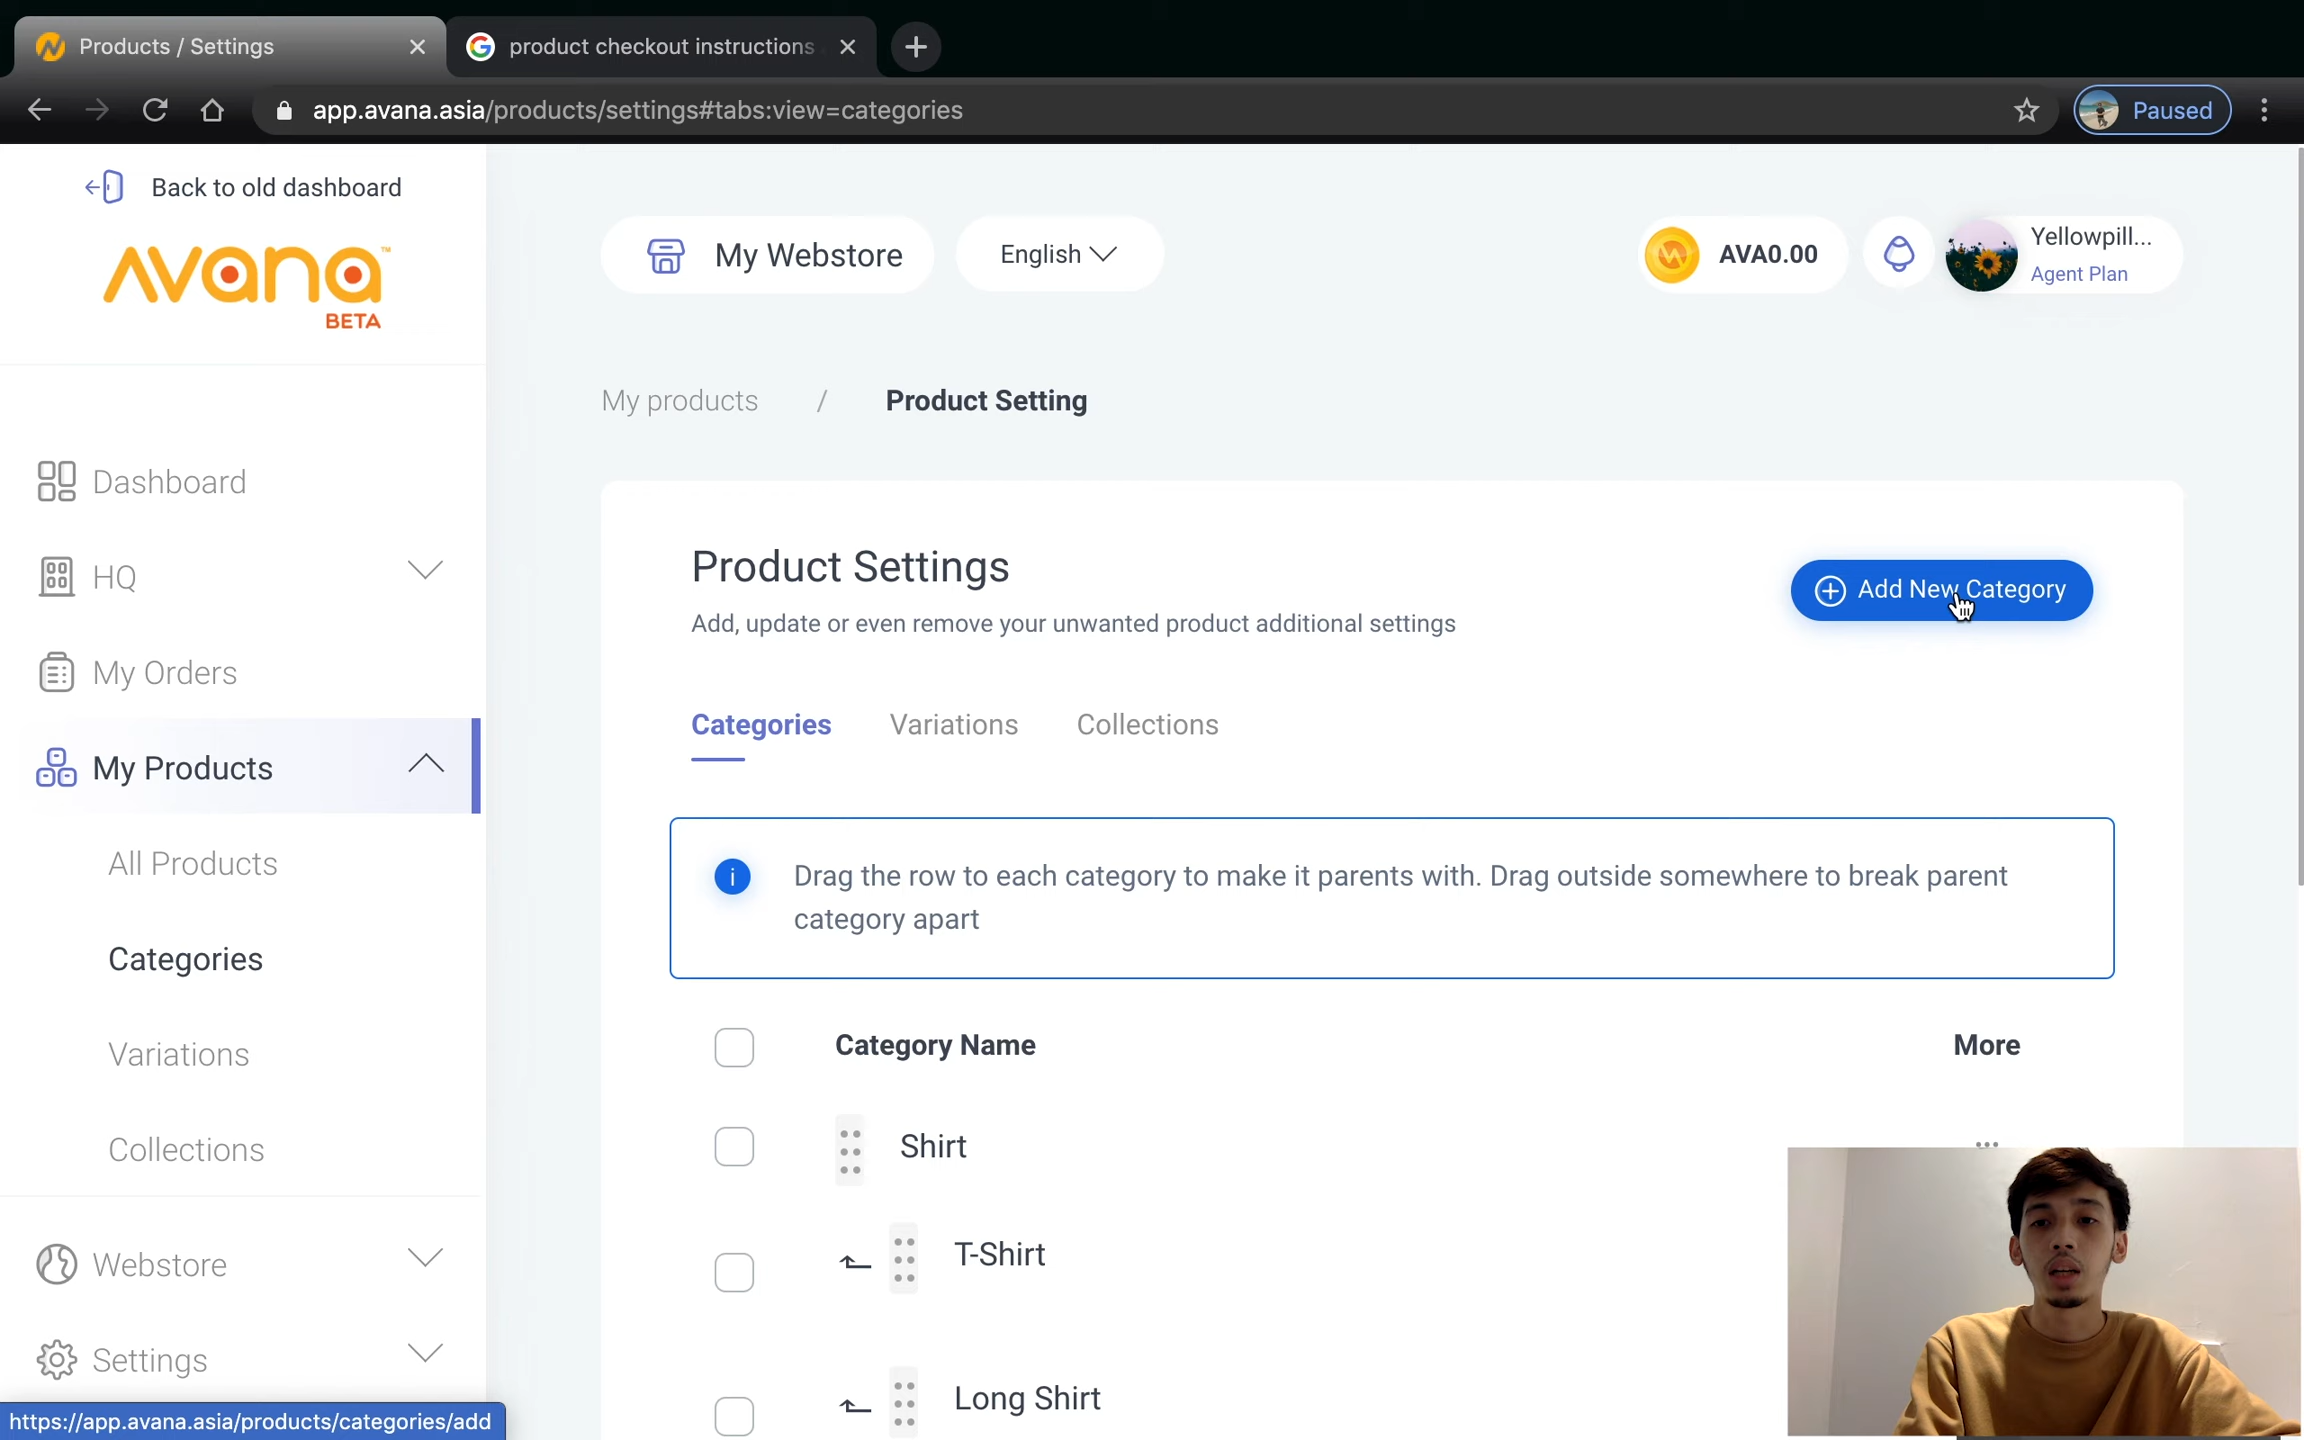 Products / Settings
product checkout instructions
app.avana.asia/products/settings#tabs:view=categories
Paused
Back to old dashboard
avana™
BETA
My Webstore
English
AVA0.00
Yellowpill...
Agent Plan
My products / Product Setting
Dashboard
HQ
My Orders
My Products
All Products
Categories
Variations
Collections
Webstore
Settings
Product Settings
Add New Category
Add, update or even remove your unwanted product additional settings
Categories Variations Collections
Drag the row to each category to make it parents with. Drag outside somewhere to break parent
category apart
Category Name More
Shirt
T-Shirt
Long Shirt
https://app.avana.asia/products/categories/add